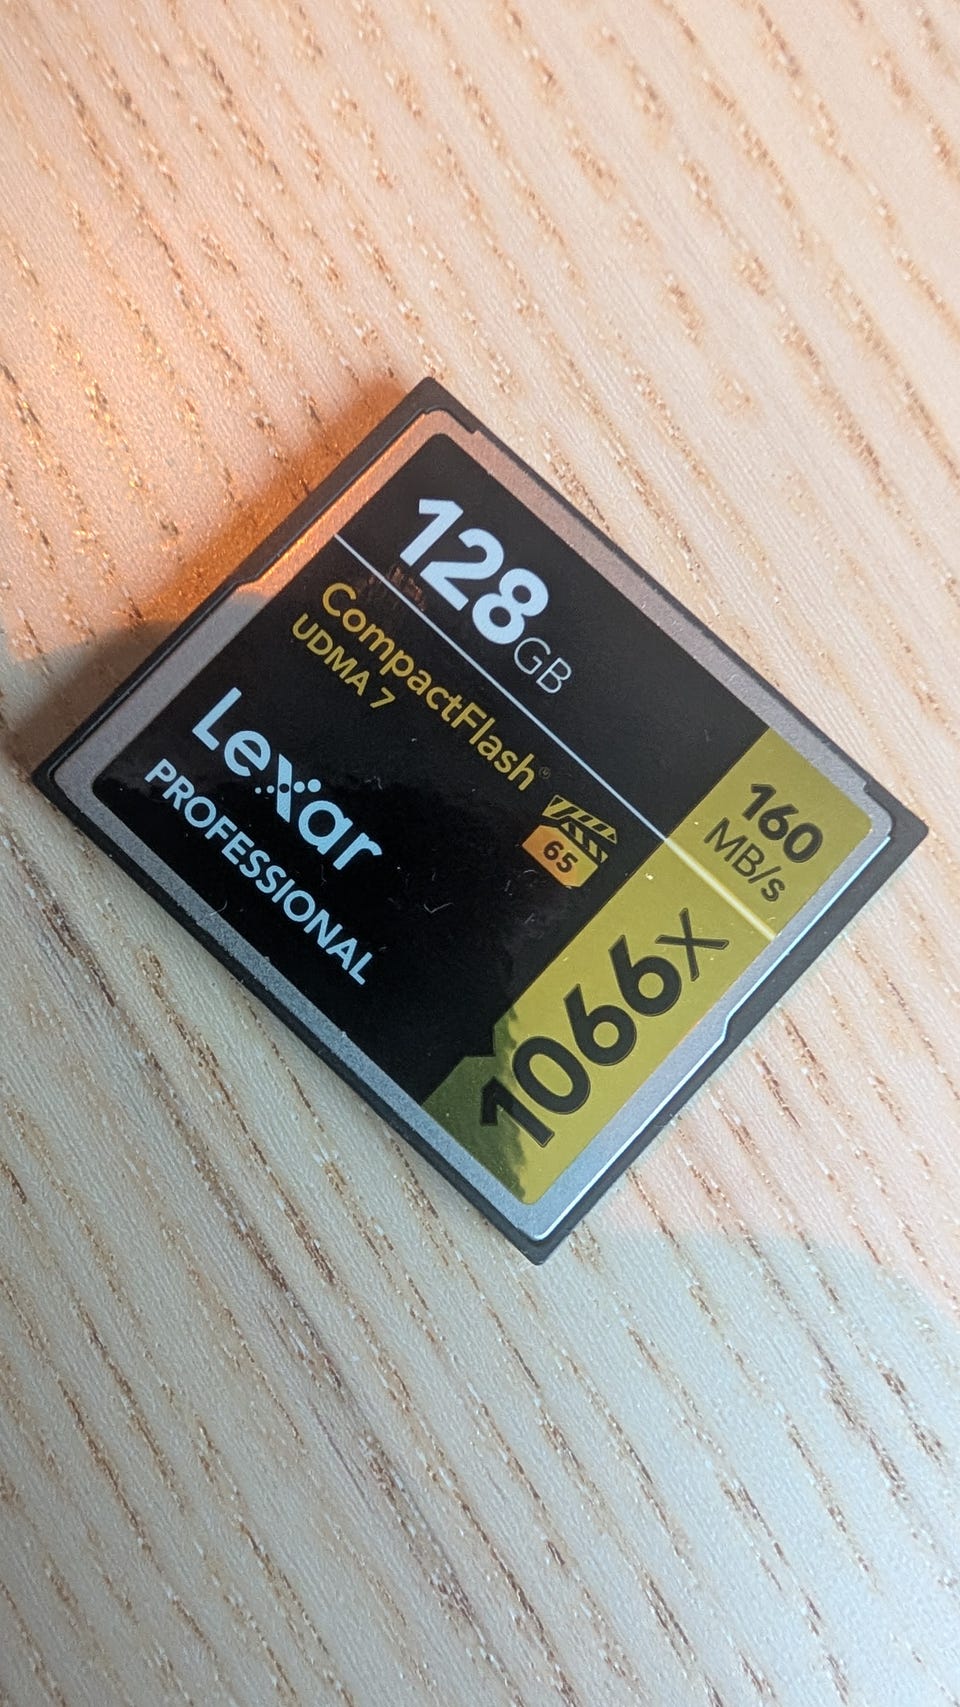 128GB
CompactFlash®
UDMA 7
65
Lexar
PROFESSIONAL
160
MB/s
1066x